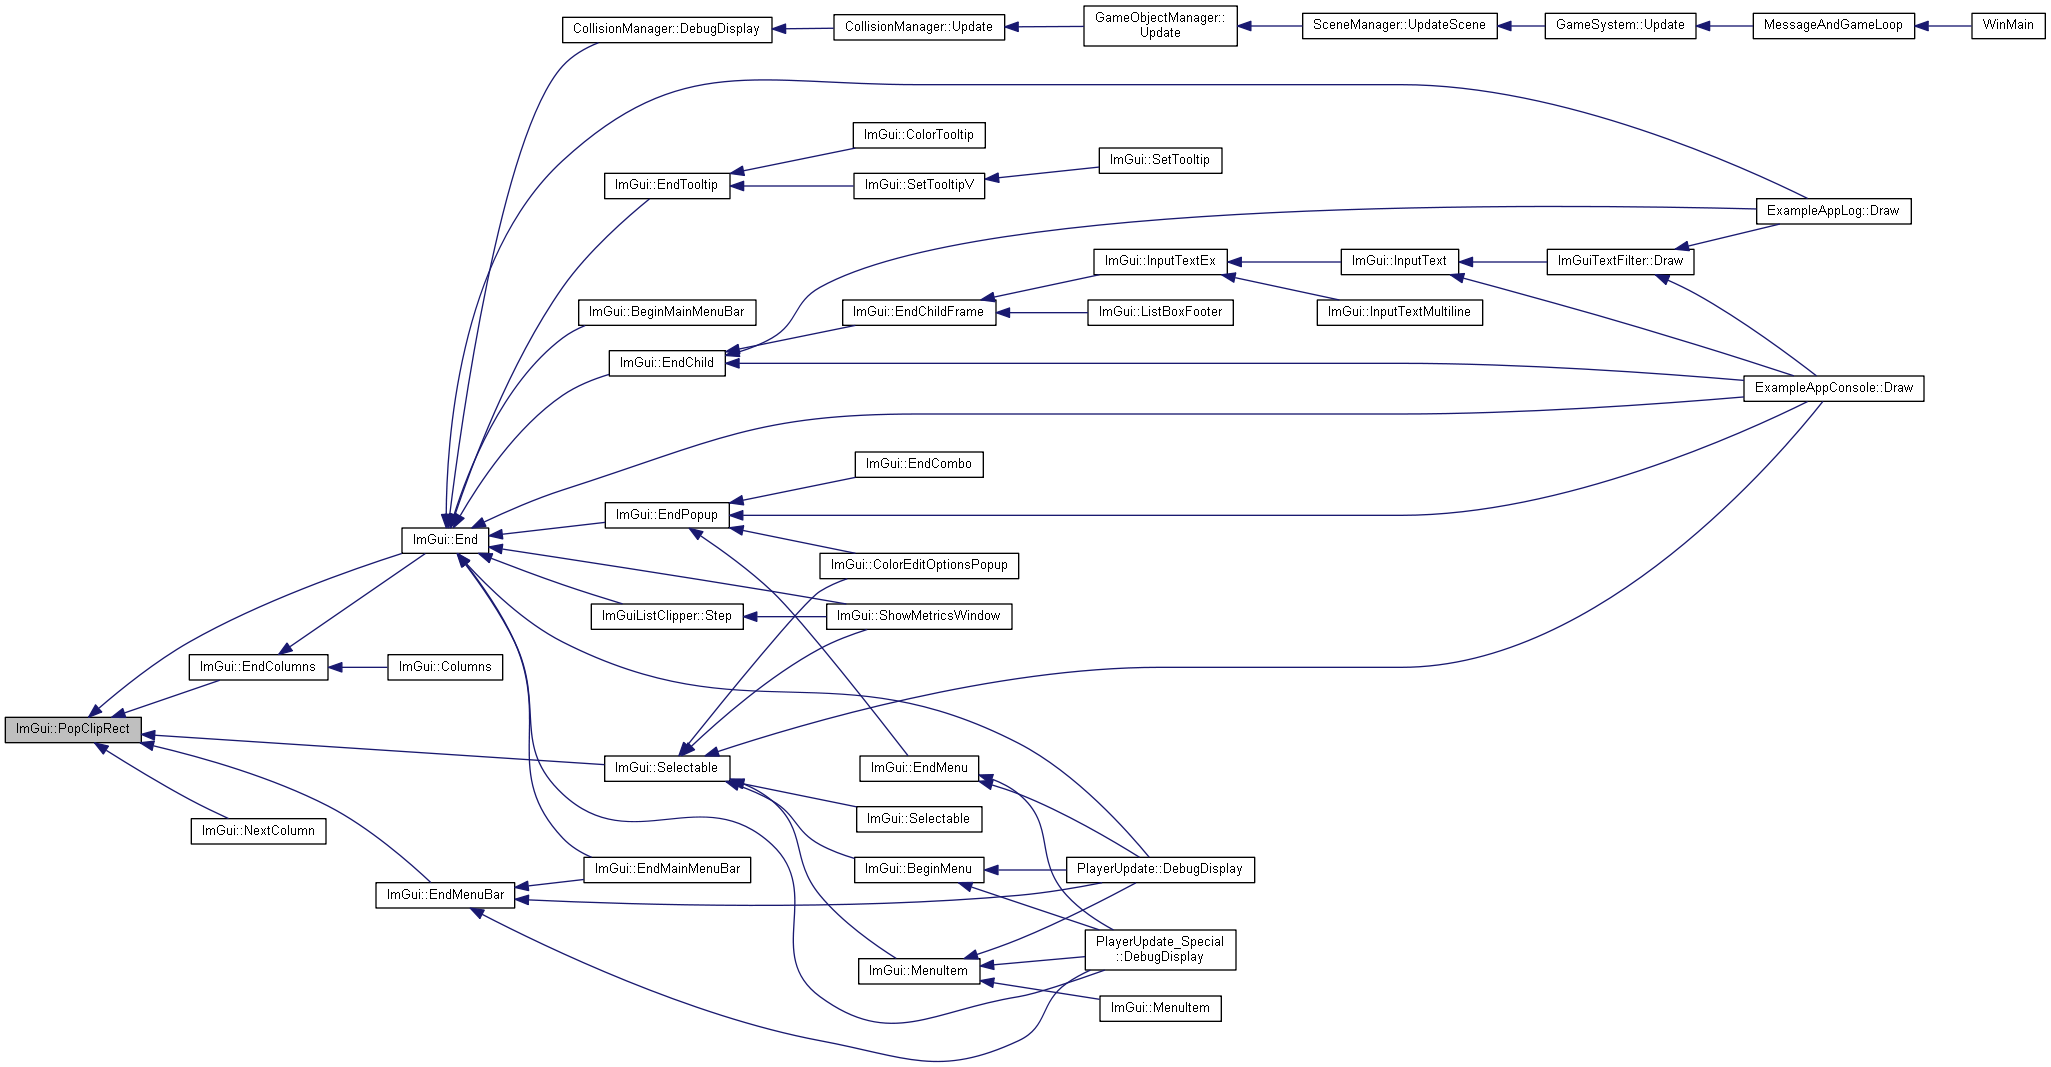 CollisionManager::DebugDisplay
CollisionManager::Update
GameObjectManager::
Update
SceneManager::UpdateScene
GameSystem::Update
MessageAndGameLoop
WinMain
ImGui::ColorTooltip
ImGui::SetTooltip
ImGui::EndTooltip
ImGui::SetTooltipV
ExampleAppLog::Draw
ImGui::InputTextEx
ImGui::InputText
ImGuiTextFilter::Draw
ImGui::BeginMainMenuBar
ImGui::EndChildFrame
ImGui::ListBoxFooter
ImGui::InputTextMultiline
ImGui::EndChild
ExampleAppConsole::Draw
ImGui::EndCombo
ImGui::EndPopup
ImGui::End
ImGui::ColorEditOptionsPopup
ImGuiListClipper::Step
ImGui::ShowMetricsWindow
ImGui::EndColumns
ImGui::Columns
ImGui::PopClipRect
ImGui::Selectable
ImGui::EndMenu
ImGui::NextColumn
ImGui::Selectable
ImGui::EndMainMenuBar
ImGui::BeginMenu
PlayerUpdate::DebugDisplay
ImGui::EndMenuBar
PlayerUpdate_Special
::DebugDisplay
ImGui::MenuItem
ImGui::MenuItem